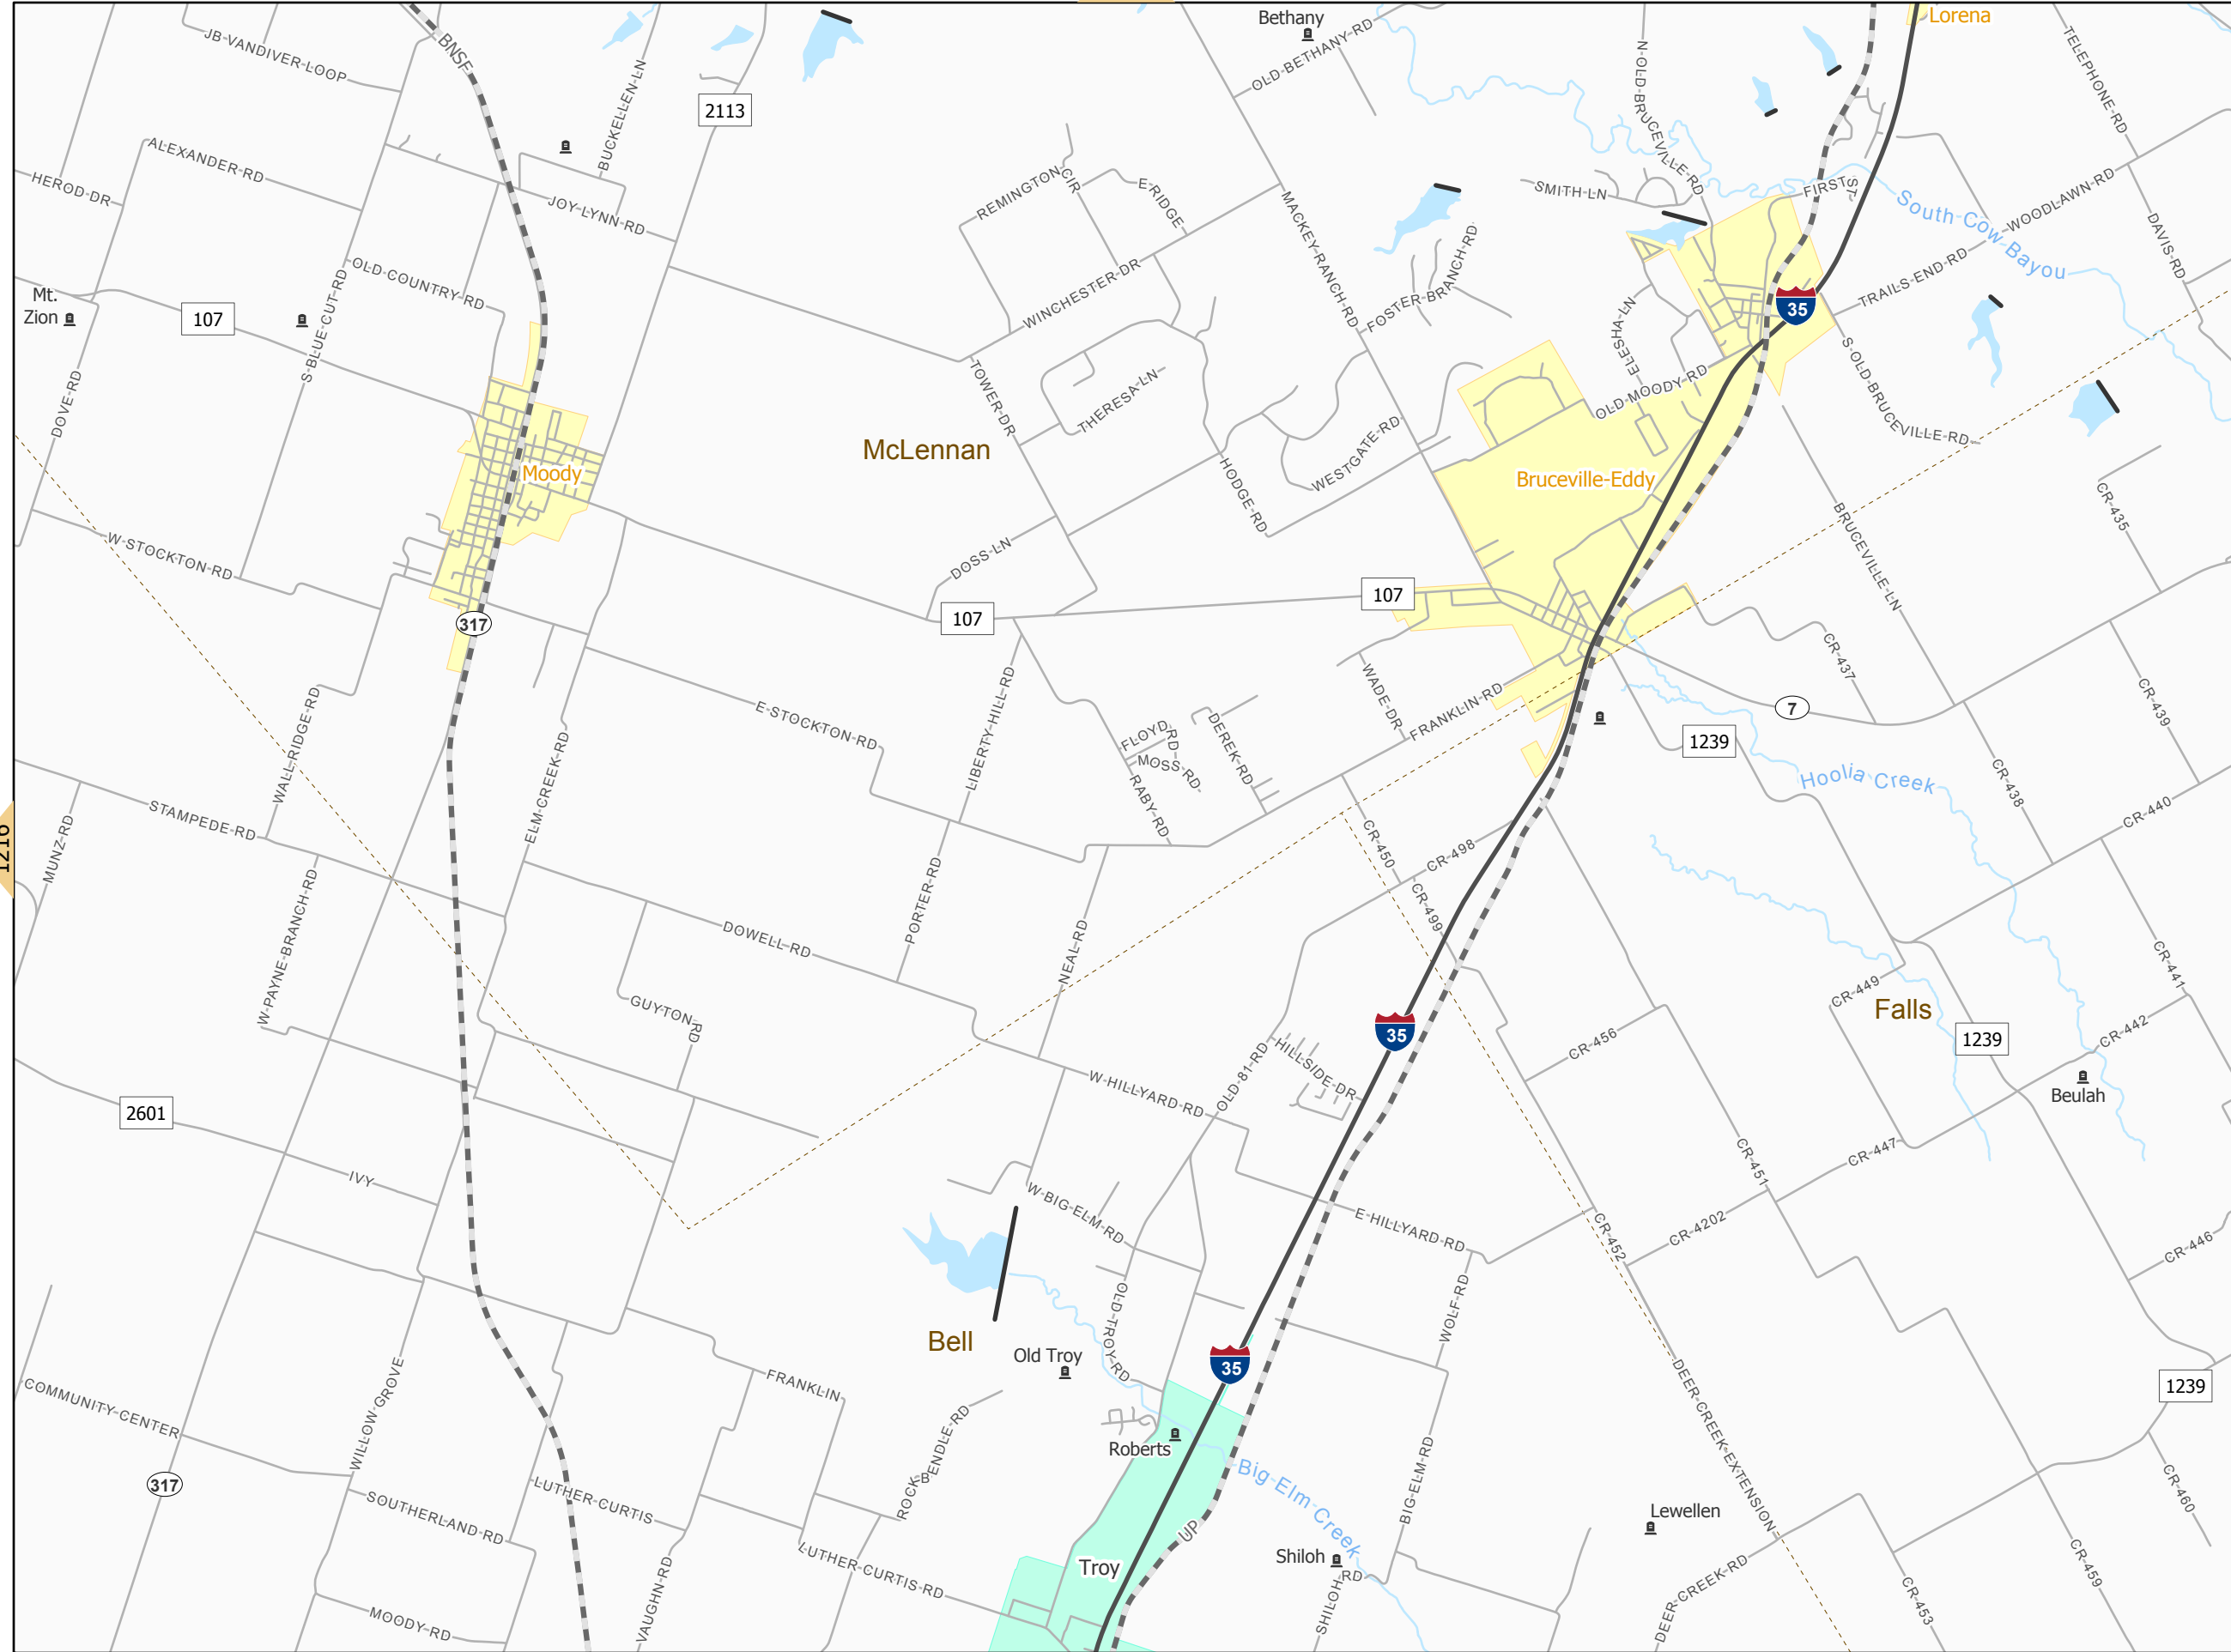 Bethany
Lorena
JB-VANDIVER-LOOP
BNSF
OLD-BETHANY-RD
N-OLD-BRUCEVILLE-RD
TELEPHONE-RD
BUCKELLEN-LN
2113
ALEXANDER-RD
HEROD-DR
JOY-LYNN-RD
REMINGTON
CIR
E-RIDGE
MACKEY-RANCH-RD
SMITH-LN
FIRST
ST
South-Cow-Bayou
WOODLAWN-RD
DAVIS-RD
OLD-COUNTRY-RD
S-BLUE-CUT-RD
Mt.
Zion
107
WINCHESTER-DR
FOSTER-BRANCH-RD
ELESHA-LN
35
TRAILS-END-RD
DOVE-RD
TOWER-DR
THERESA-LN
OLD-MOODY-RD
S-OLD-BRUCEVILLE-RD
McLennan
Moody
HODGE-RD
WESTGATE-RD
Bruceville-Eddy
CR-435
W-STOCKTON-RD
DOSS-LN
BRUCEVILLE-LN
107
107
317
CR-437
WALL-RIDGE-RD
E-STOCKTON-RD
LIBERTY-HILL-RD
WADE-DR
FRANKLIN-RD
7
CR-439
FLOYD
RD
MOSS-RD
DEREK-RD
1239
ELM-CREEK-RD
RABY-RD
Hoolia-Creek
CR-438
1216
STAMPEDE-RD
MUNZ-RD
CR-450
CR-498
CR-440
W-PAYNE-BRANCH-RD
PORTER-RD
CR-499
DOWELL-RD
NEAL-RD
CR-441
GUYTON
RD
CR-449
Falls
35
CR-456
1239
CR-442
HILLSIDE-DR
OLD-81-RD
W-HILLYARD-RD
Beulah
2601
CR-451
CR-447
IVY
W-BIG-ELM-RD
E-HILLYARD-RD
CR-452
CR-4202
CR-446
OLD-TROY-RD
WOLF-RD
Bell
Old Troy
35
DEER-CREEK-EXTENSION
1239
COMMUNITY-CENTER
WILLOW-GROVE
FRANKLIN
ROCK-B
ENDLE-RD
Roberts
Big-Elm-Creek
BIG-ELM-RD
CR-460
317
LUTHER-CURTIS
SOUTHERLAND-RD
UP
Lewellen
LUTHER-CURTIS-RD
Troy
Shiloh
RD
SHILOH
DEER-CREEK-RD
CR-453
CR-459
VAUGHN-RD
MOODY-RD